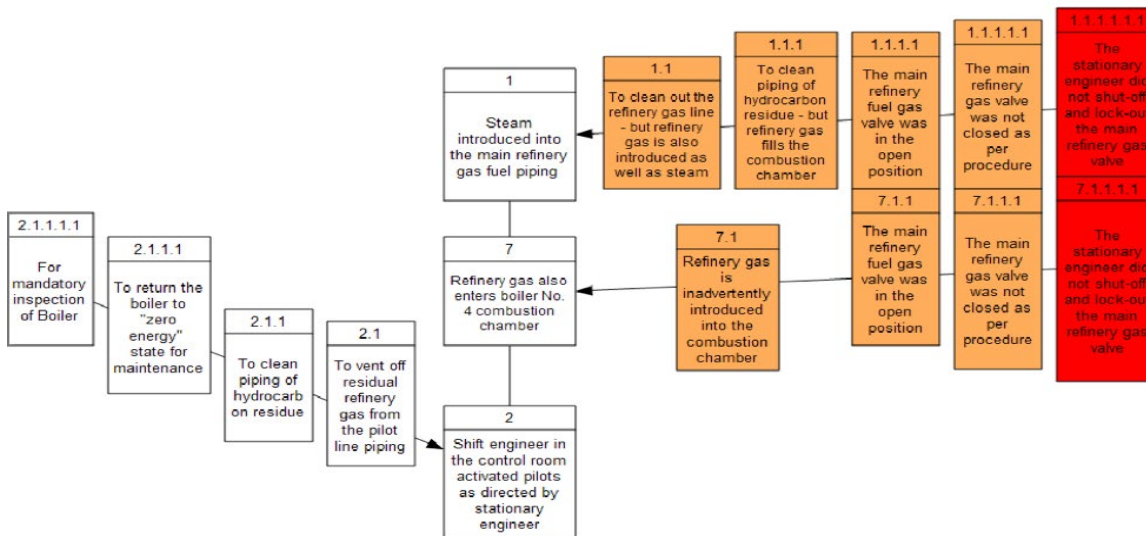 1
Steam
introduced into
the main refinery
gas fuel piping
1.1
To clean out the
refinery gas line
- but refinery
gas is also
introduced as
well as steam
1.1.1
To clean
piping of
hydrocarbon
residue - but
refinery gas
fills the
combustion
chamber
1.1.1.1
The main
refinery
fuel gas
valve was
in the
open
position
1.1.1.1.1
The main
refinery
gas valve
was not
closed as
per
procedure
1.1.1.1.1.1
The
stationary
engineer did
not shut-off
and lock-out
the main
refinery gas
valve
7
Refinery gas also
enters boiler No.
4 combustion
chamber
7.1
Refinery gas
is
inadvertently
introduced
into the
combustion
chamber
7.1.1
The main
refinery
fuel gas
valve was
in the
open
position
7.1.1.1
The main
refinery
gas valve
was not
closed as
per
procedure
7.1.1.1.1
The
stationary
engineer did
not shut-off
and lock-out
the main
refinery gas
valve
2.1.1.1.1
For
mandatory
inspection
of Boiler
2.1.1.1
To return the
boiler to
"zero
energy"
state for
maintenance
2.1.1
To clean
piping of
hydrocarb
on residue
2.1
To vent off
residual
refinery
gas from
the pilot
line piping
2
Shift engineer in
the control room
activated pilots
as directed by
stationary
engineer